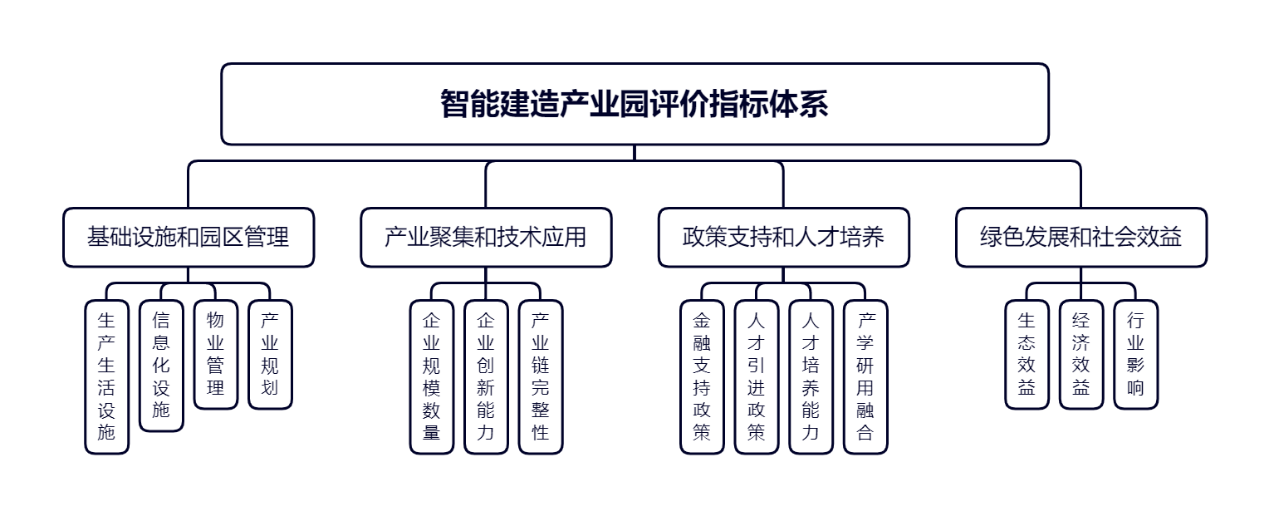 智能建造产业园评价指标体系
基础设施和园区管理
产业聚集和技术应用
政策支持和人才培养
绿色发展和社会效益
生产生活设施
信息化设施
物业管理
产业规划
企业规模数量
企业创新能力
产业链完整性
金融支持政策
人才引进政策
人才培养能力
产学研用融合
生态效益
经济效益
行业影响